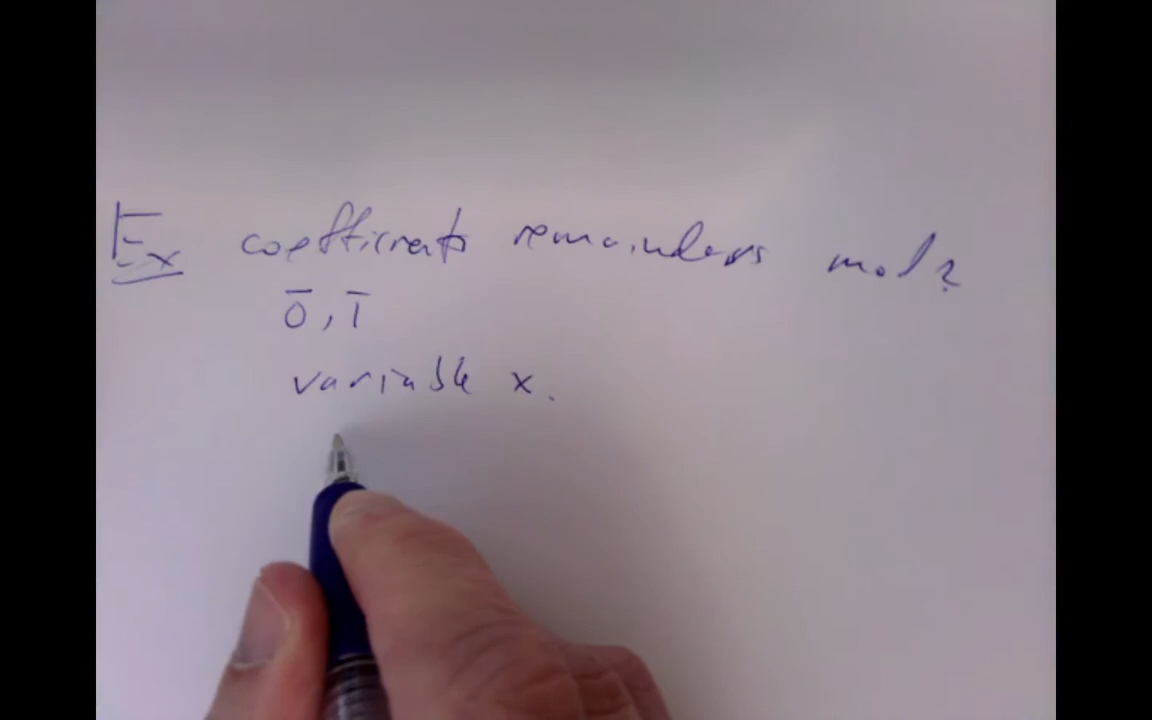 Ex coefficients remainders mod 2
0̅, 1̅
variable x.